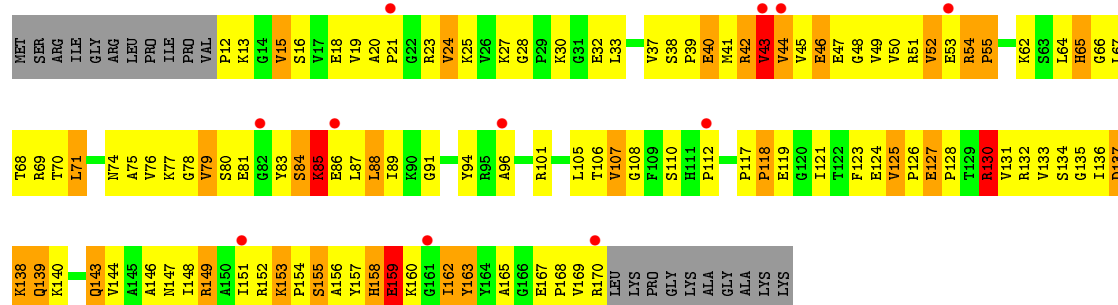 MET SER ARG ILE GLY ARG LEU PRO ILE PRO VAL P12 K13 G14 V15 S16 V17 E18 V19 A20 P21 G22 R23 V24 K25 V26 K27 G28 P29 K30 G31 E32 L33 V37 S38 P39 E40 M41 R42 V43 V44 V45 E46 E47 G48 V49 V50 R51 V52 E53 R54 P55 K62 S63 L64 H65 G66 L67
T68 R69 T70 L71 N74 A75 V76 K77 G78 V79 S80 E81 G82 Y83 S84 K85 E86 L87 L88 I89 K90 G91 Y94 R95 A96 R101 L105 T106 V107 G108 F109 S110 H111 P112 P117 P118 E119 G120 I121 T122 F123 E124 V125 P126 E127 P128 T129 R130 V131 R132 V133 S134 G135 I136 D137
K138 Q139 K140 Q143 V144 A145 A146 N147 I148 R149 A150 I151 R152 K153 P154 S155 A156 Y157 H158 E159 K160 G161 I162 Y163 Y164 A165 G166 E167 P168 V169 R170 LEU LYS PRO GLY LYS ALA GLY ALA LYS LYS